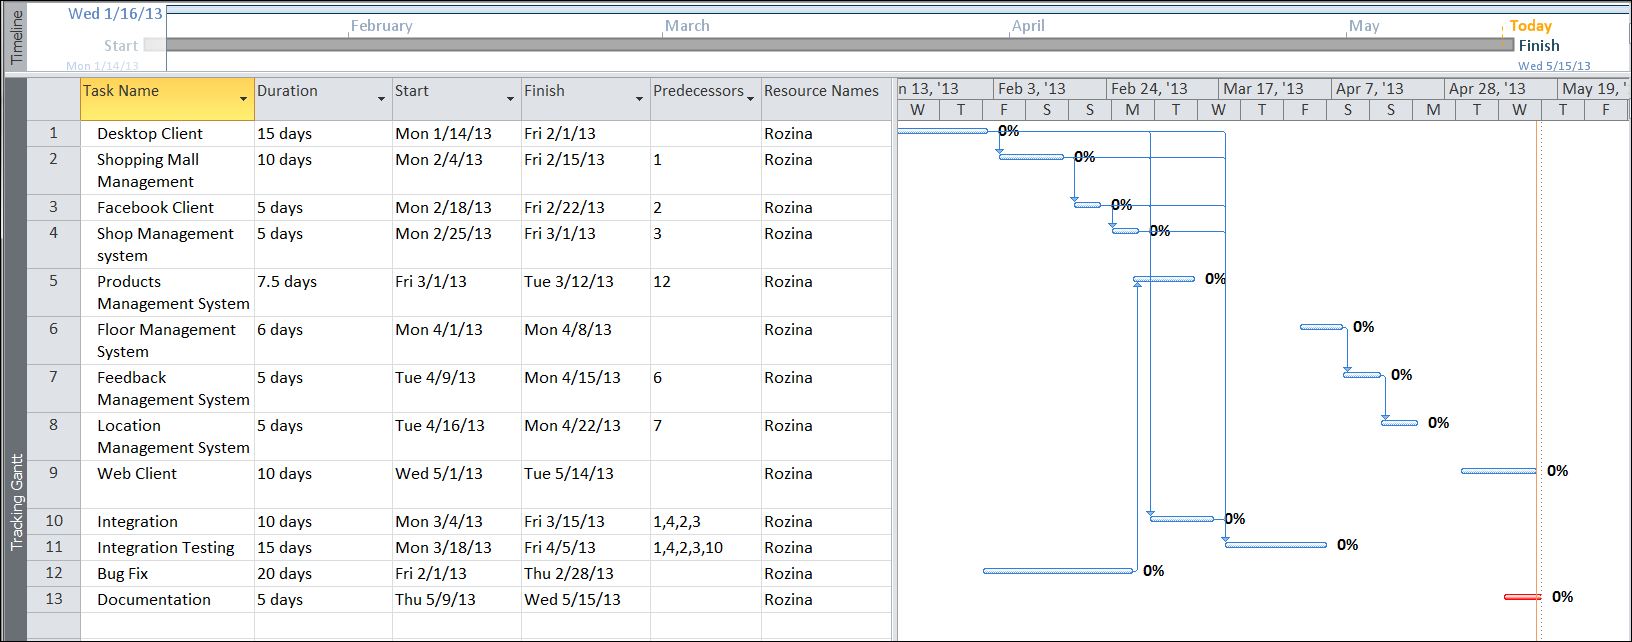 Timeline
Wed 1/16/13
February March April May Today
Start Finish
Mon 1/14/13 Wed 5/15/13
Tracking Gantt
Task Name Duration Start Finish Predecessors Resource Names
n 13, '13 Feb 3, '13 Feb 24, '13 Mar 17, '13 Apr 7, '13 Apr 28, '13 May 19, '
W T F S S M T W T F S S M T W T F
1 Desktop Client 15 days Mon 1/14/13 Fri 2/1/13 Rozina 0%
2 Shopping Mall 10 days Mon 2/4/13 Fri 2/15/13 1 Rozina 0%
Management
3 Facebook Client 5 days Mon 2/18/13 Fri 2/22/13 2 Rozina 0%
4 Shop Management 5 days Mon 2/25/13 Fri 3/1/13 3 Rozina 0%
system
5 Products 7.5 days Fri 3/1/13 Tue 3/12/13 12 Rozina 0%
Management System
6 Floor Management 6 days Mon 4/1/13 Mon 4/8/13 Rozina 0%
System
7 Feedback 5 days Tue 4/9/13 Mon 4/15/13 6 Rozina 0%
Management System
8 Location 5 days Tue 4/16/13 Mon 4/22/13 7 Rozina 0%
Management System
9 Web Client 10 days Wed 5/1/13 Tue 5/14/13 Rozina 0%
10 Integration 10 days Mon 3/4/13 Fri 3/15/13 1,4,2,3 Rozina 0%
11 Integration Testing 15 days Mon 3/18/13 Fri 4/5/13 1,4,2,3,10 Rozina 0%
12 Bug Fix 20 days Fri 2/1/13 Thu 2/28/13 Rozina 0%
13 Documentation 5 days Thu 5/9/13 Wed 5/15/13 Rozina 0%